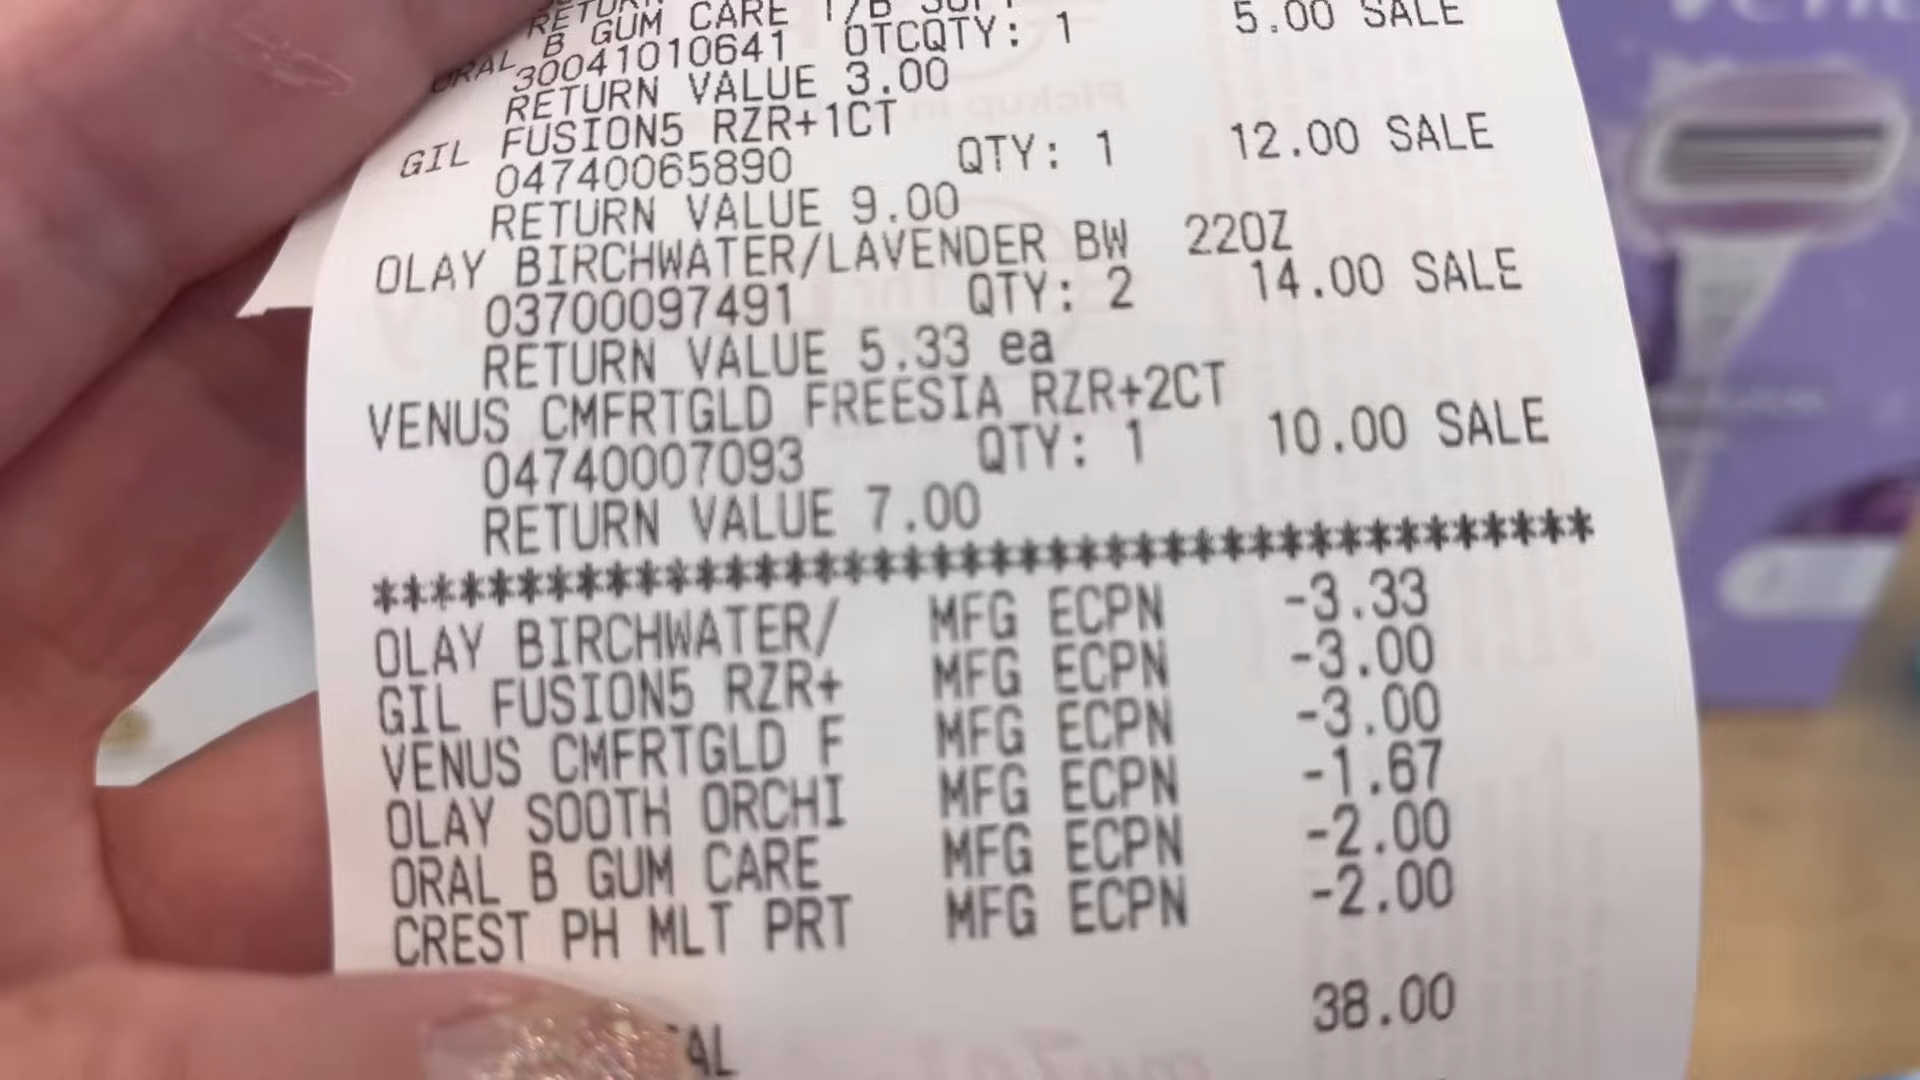 RETURN
ORAL B GUM CARE T/B SOFT
30041010641 OTCQTY: 1 5.00 SALE
RETURN VALUE 3.00
GIL FUSION5 RZR+1CT
04740065890 QTY: 1 12.00 SALE
RETURN VALUE 9.00
OLAY BIRCHWATER/LAVENDER BW 22OZ
03700097491 QTY: 2 14.00 SALE
RETURN VALUE 5.33 ea
VENUS CMFRTGLD FREESIA RZR+2CT
04740007093 QTY: 1 10.00 SALE
RETURN VALUE 7.00
*******************************************
OLAY BIRCHWATER/ MFG ECPN -3.33
GIL FUSION5 RZR+ MFG ECPN -3.00
VENUS CMFRTGLD F MFG ECPN -3.00
OLAY SOOTH ORCHI MFG ECPN -1.67
ORAL B GUM CARE MFG ECPN -2.00
CREST PH MLT PRT MFG ECPN -2.00
AL 38.00